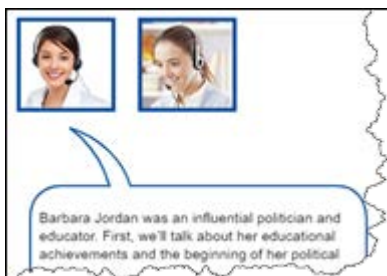 Barbara Jordan was an influential politician and
educator. First, we'll talk about her educational
achievements and the beginning of her political